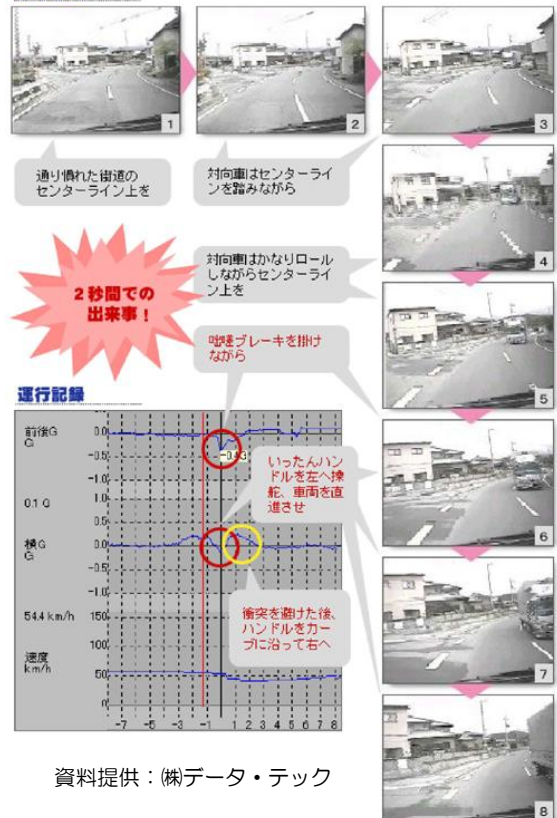 1
2
3
通り慣れた街道の
センターライン上を
対向車はセンターライ
ンを踏みながら
4
対向車はかなりロール
しながらセンターライ
ン上を
2秒間での
出来事!
5
咄嗟ブレーキを掛け
ながら
運行記録
前後G
G
0.0
-0.5
-1.0
-0.4G
いったんハン
ドルを左へ操
舵、車両を直
進させ
6
0.1 G
1.0
0.5
横G
G
0.0
-0.5
-1.0
衝突を避けた後、
ハンドルをカー
ブに沿って右へ
7
54.4 km/h
150
100
速度
km/h
50
0
-7 -5 -3 -1 1 2 3 4 5 6 7 8
8
資料提供:㈱データ・テック